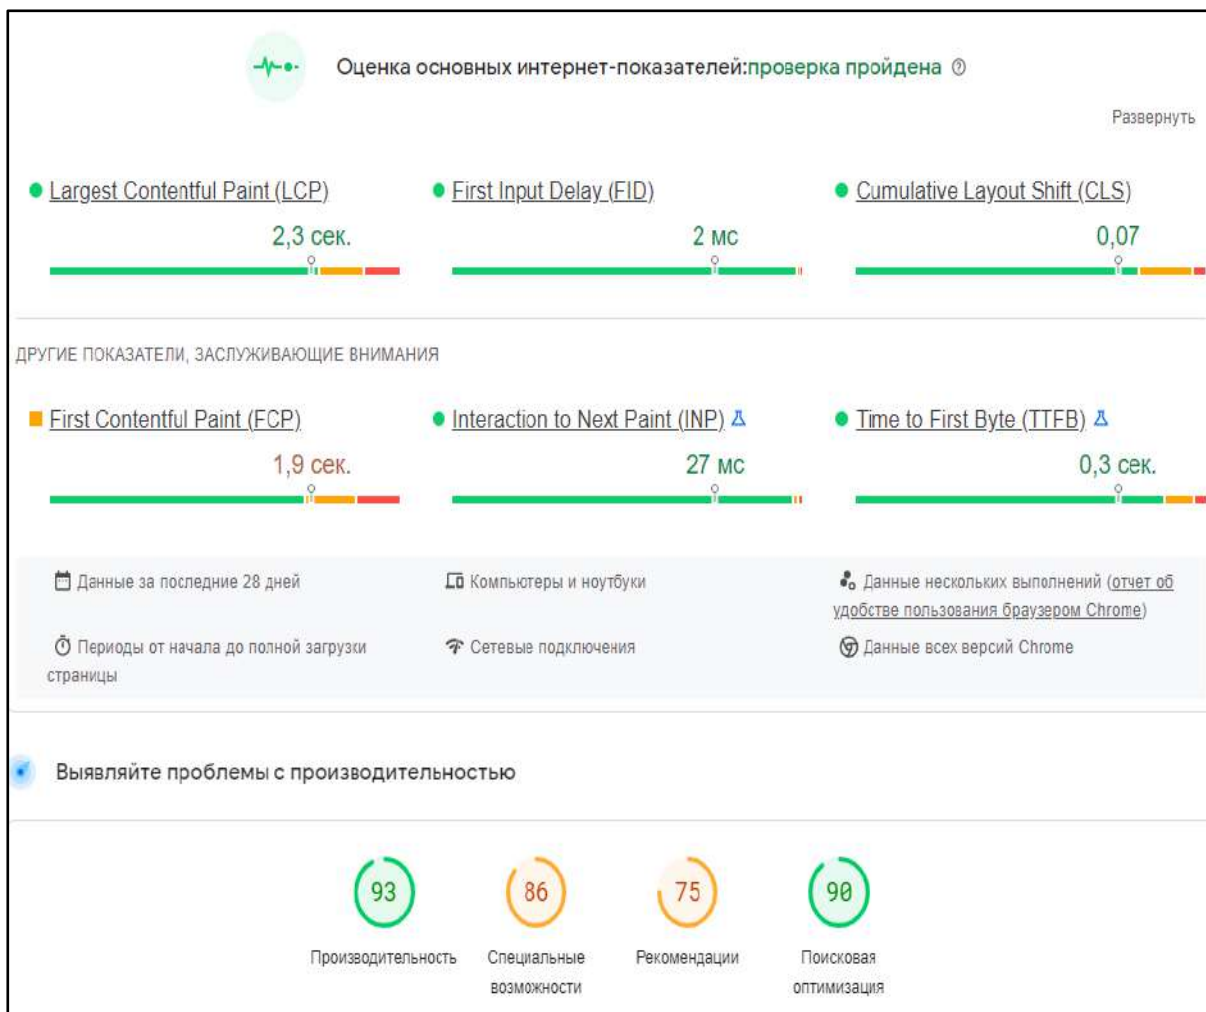 Оценка основных интернет-показателей:проверка пройдена
Развернуть
Largest Contentful Paint (LCP)
2,3 сек.
First Input Delay (FID)
2 мс
Cumulative Layout Shift (CLS)
0,07
ДРУГИЕ ПОКАЗАТЕЛИ, ЗАСЛУЖИВАЮЩИЕ ВНИМАНИЯ
First Contentful Paint (FCP)
1,9 сек.
Interaction to Next Paint (INP)
27 мс
Time to First Byte (TTFB)
0,3 сек.
Данные за последние 28 дней
Компьютеры и ноутбуки
Данные нескольких выполнений (отчет об
удобстве пользования браузером Chrome)
Периоды от начала до полной загрузки
страницы
Сетевые подключения
Данные всех версий Chrome
Выявляйте проблемы с производительностью
93
Производительность
86
Специальные
возможности
75
Рекомендации
90
Поисковая
оптимизация